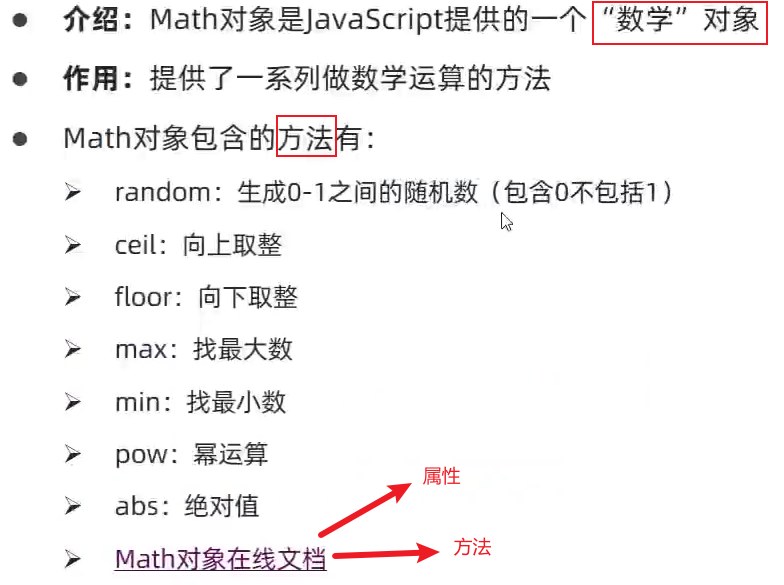 介绍：Math对象是JavaScript提供的一个“数学”对象
作用：提供了一系列做数学运算的方法
Math对象包含的方法有：
random：生成0-1之间的随机数（包含0不包括1）
ceil：向上取整
floor：向下取整
max：找最大数
min：找最小数
pow：幂运算
abs：绝对值
属性
Math对象在线文档
方法